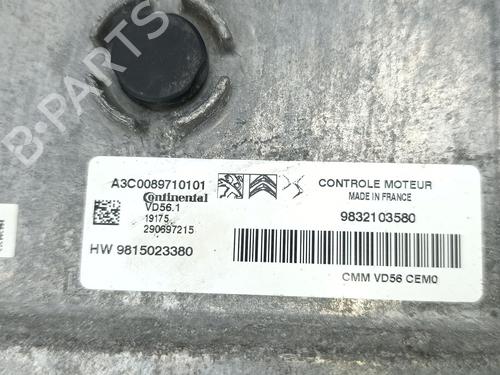 B-PARTS
A3C0089710101
Continental
VD56.1
19175
290697215
HW 9815023380
CONTROLE MOTEUR
MADE IN FRANCE
9832103580
CMM VD56 CEM0